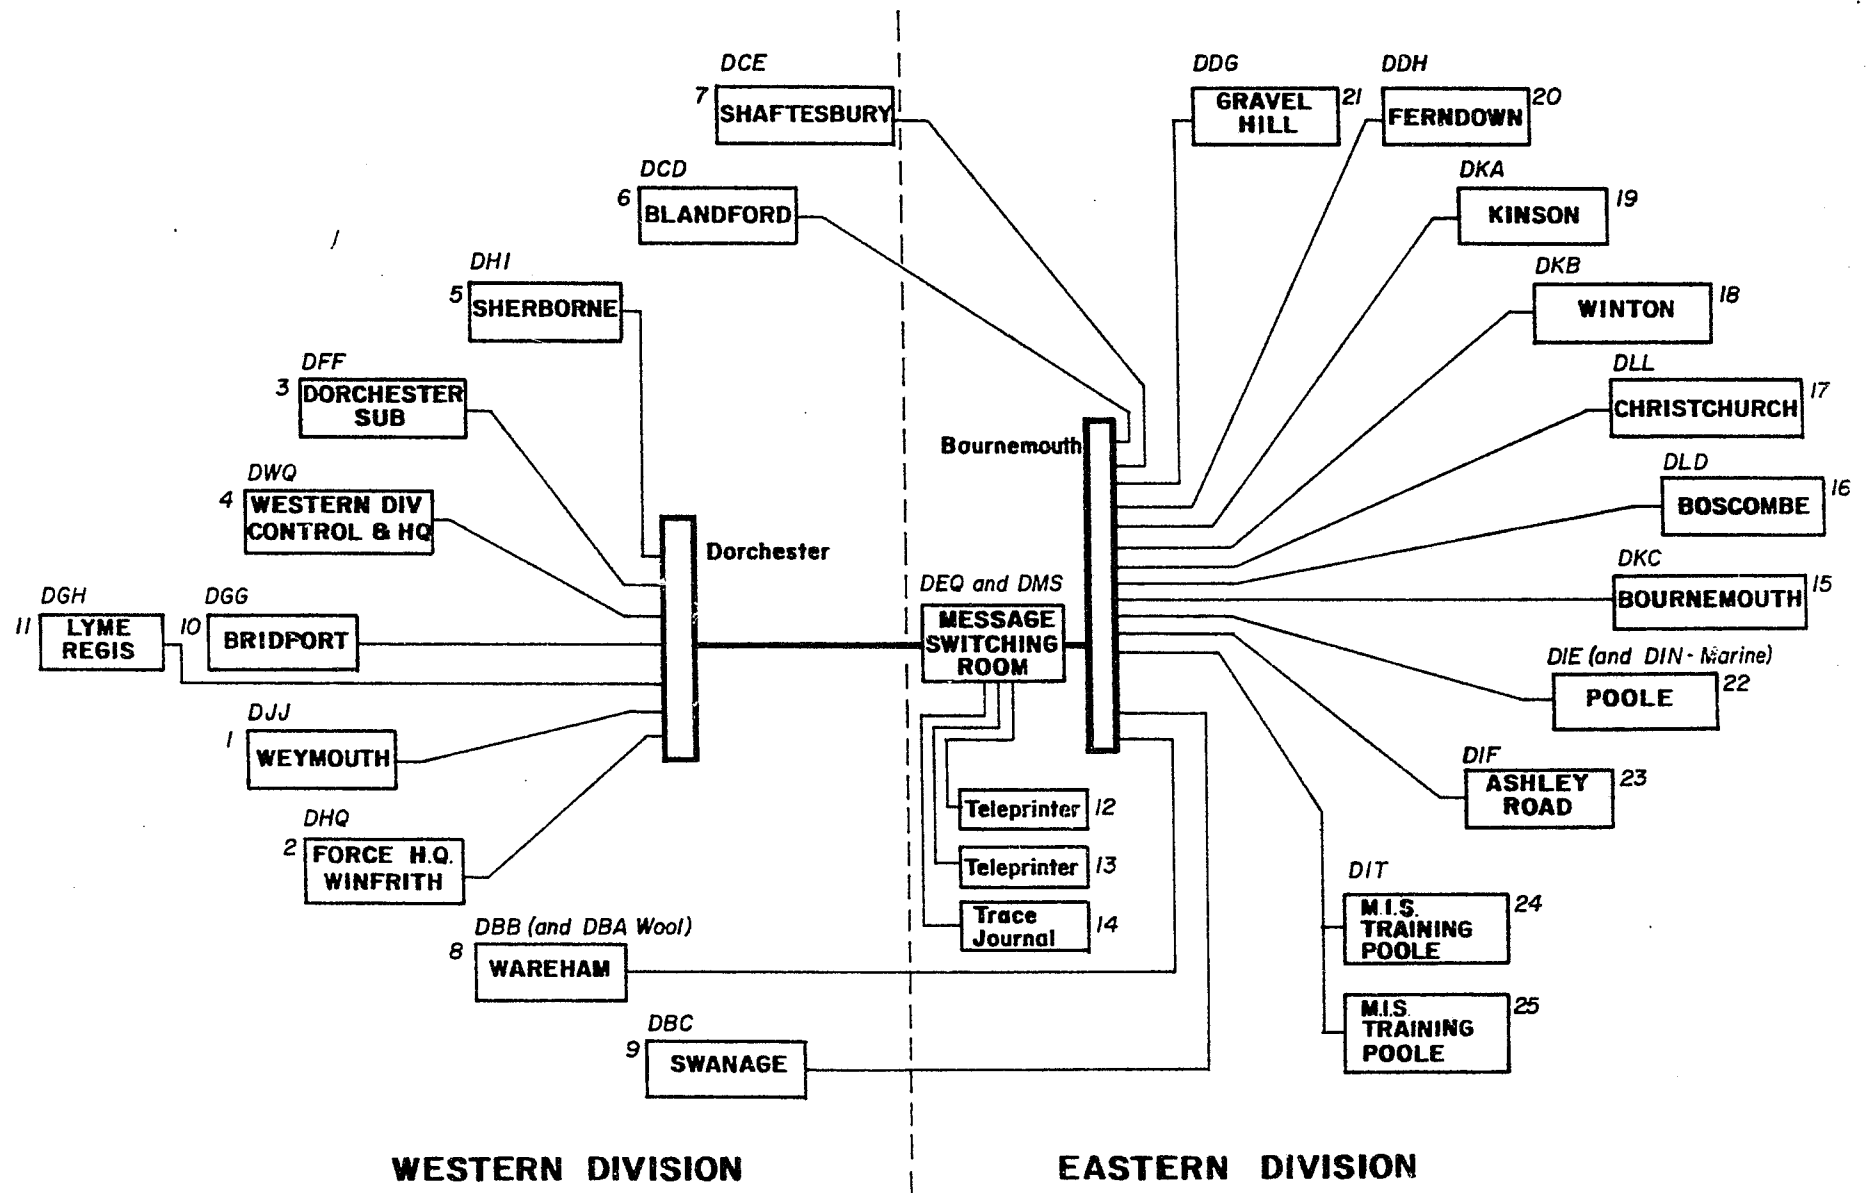 DCE
7
SHAFTESBURY
DCD
6
BLANDFORD
DHI
5
SHERBORNE
DFF
3
DORCHESTER
SUB
DWQ
4
WESTERN DIV
CONTROL & HQ
DGH
11
LYME
REGIS
DGG
10
BRIDPORT
DJJ
1
WEYMOUTH
DHQ
2
FORCE H.Q.
WINFRITH
DBB (and DBA Wool)
8
WAREHAM
DBC
9
SWANAGE
Dorchester
Bournemouth
DEQ and DMS
MESSAGE
SWITCHING
ROOM
Teleprinter
12
Teleprinter
13
Trace
Journal
14
DDG
GRAVEL
HILL
21
DDH
FERNDOWN
20
DKA
KINSON
19
DKB
WINTON
18
DLL
CHRISTCHURCH
17
DLD
BOSCOMBE
16
DKC
BOURNEMOUTH
15
DIE (and DIN - Marine)
POOLE
22
DIF
ASHLEY
ROAD
23
DIT
M.I.S.
TRAINING
POOLE
24
M.I.S.
TRAINING
POOLE
25
WESTERN DIVISION
EASTERN DIVISION